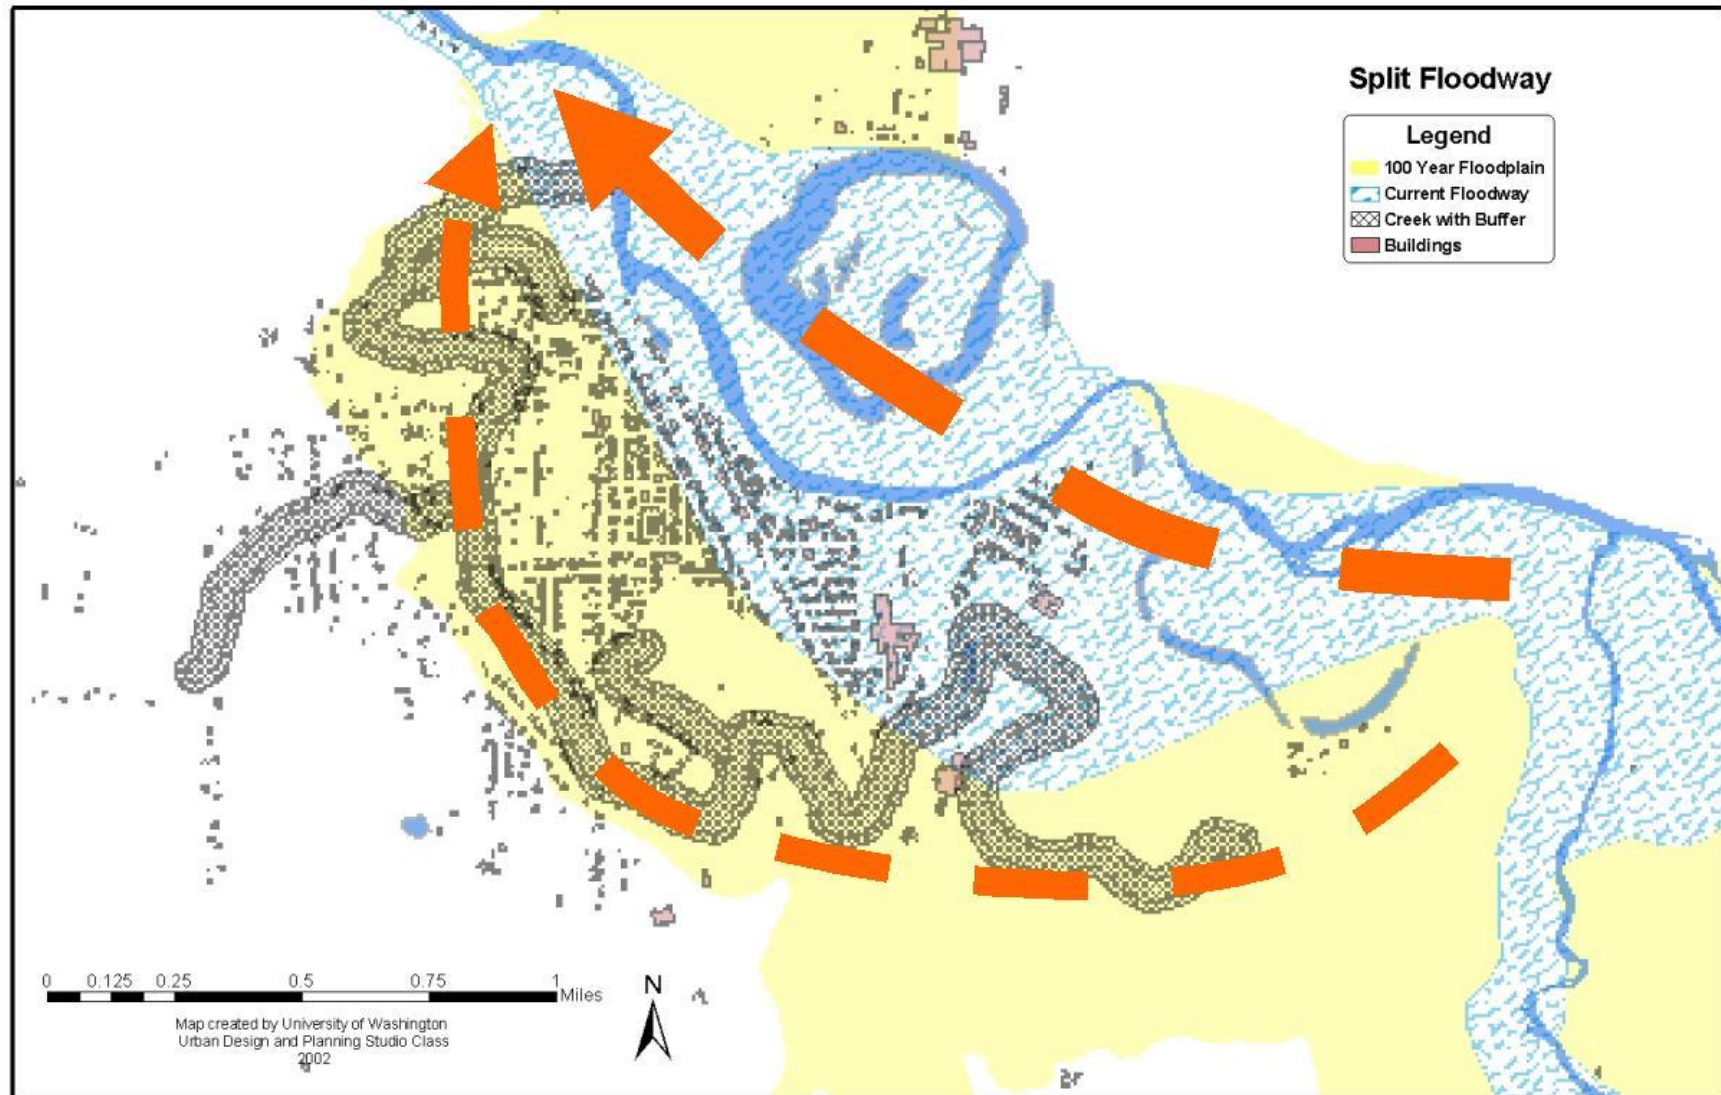 Split Floodway
Legend
100 Year Floodplain
Current Floodway
Creek with Buffer
Buildings
0 0.125 0.25 0.5 0.75 1
Miles
N
Map created by University of Washington
Urban Design and Planning Studio Class
2002